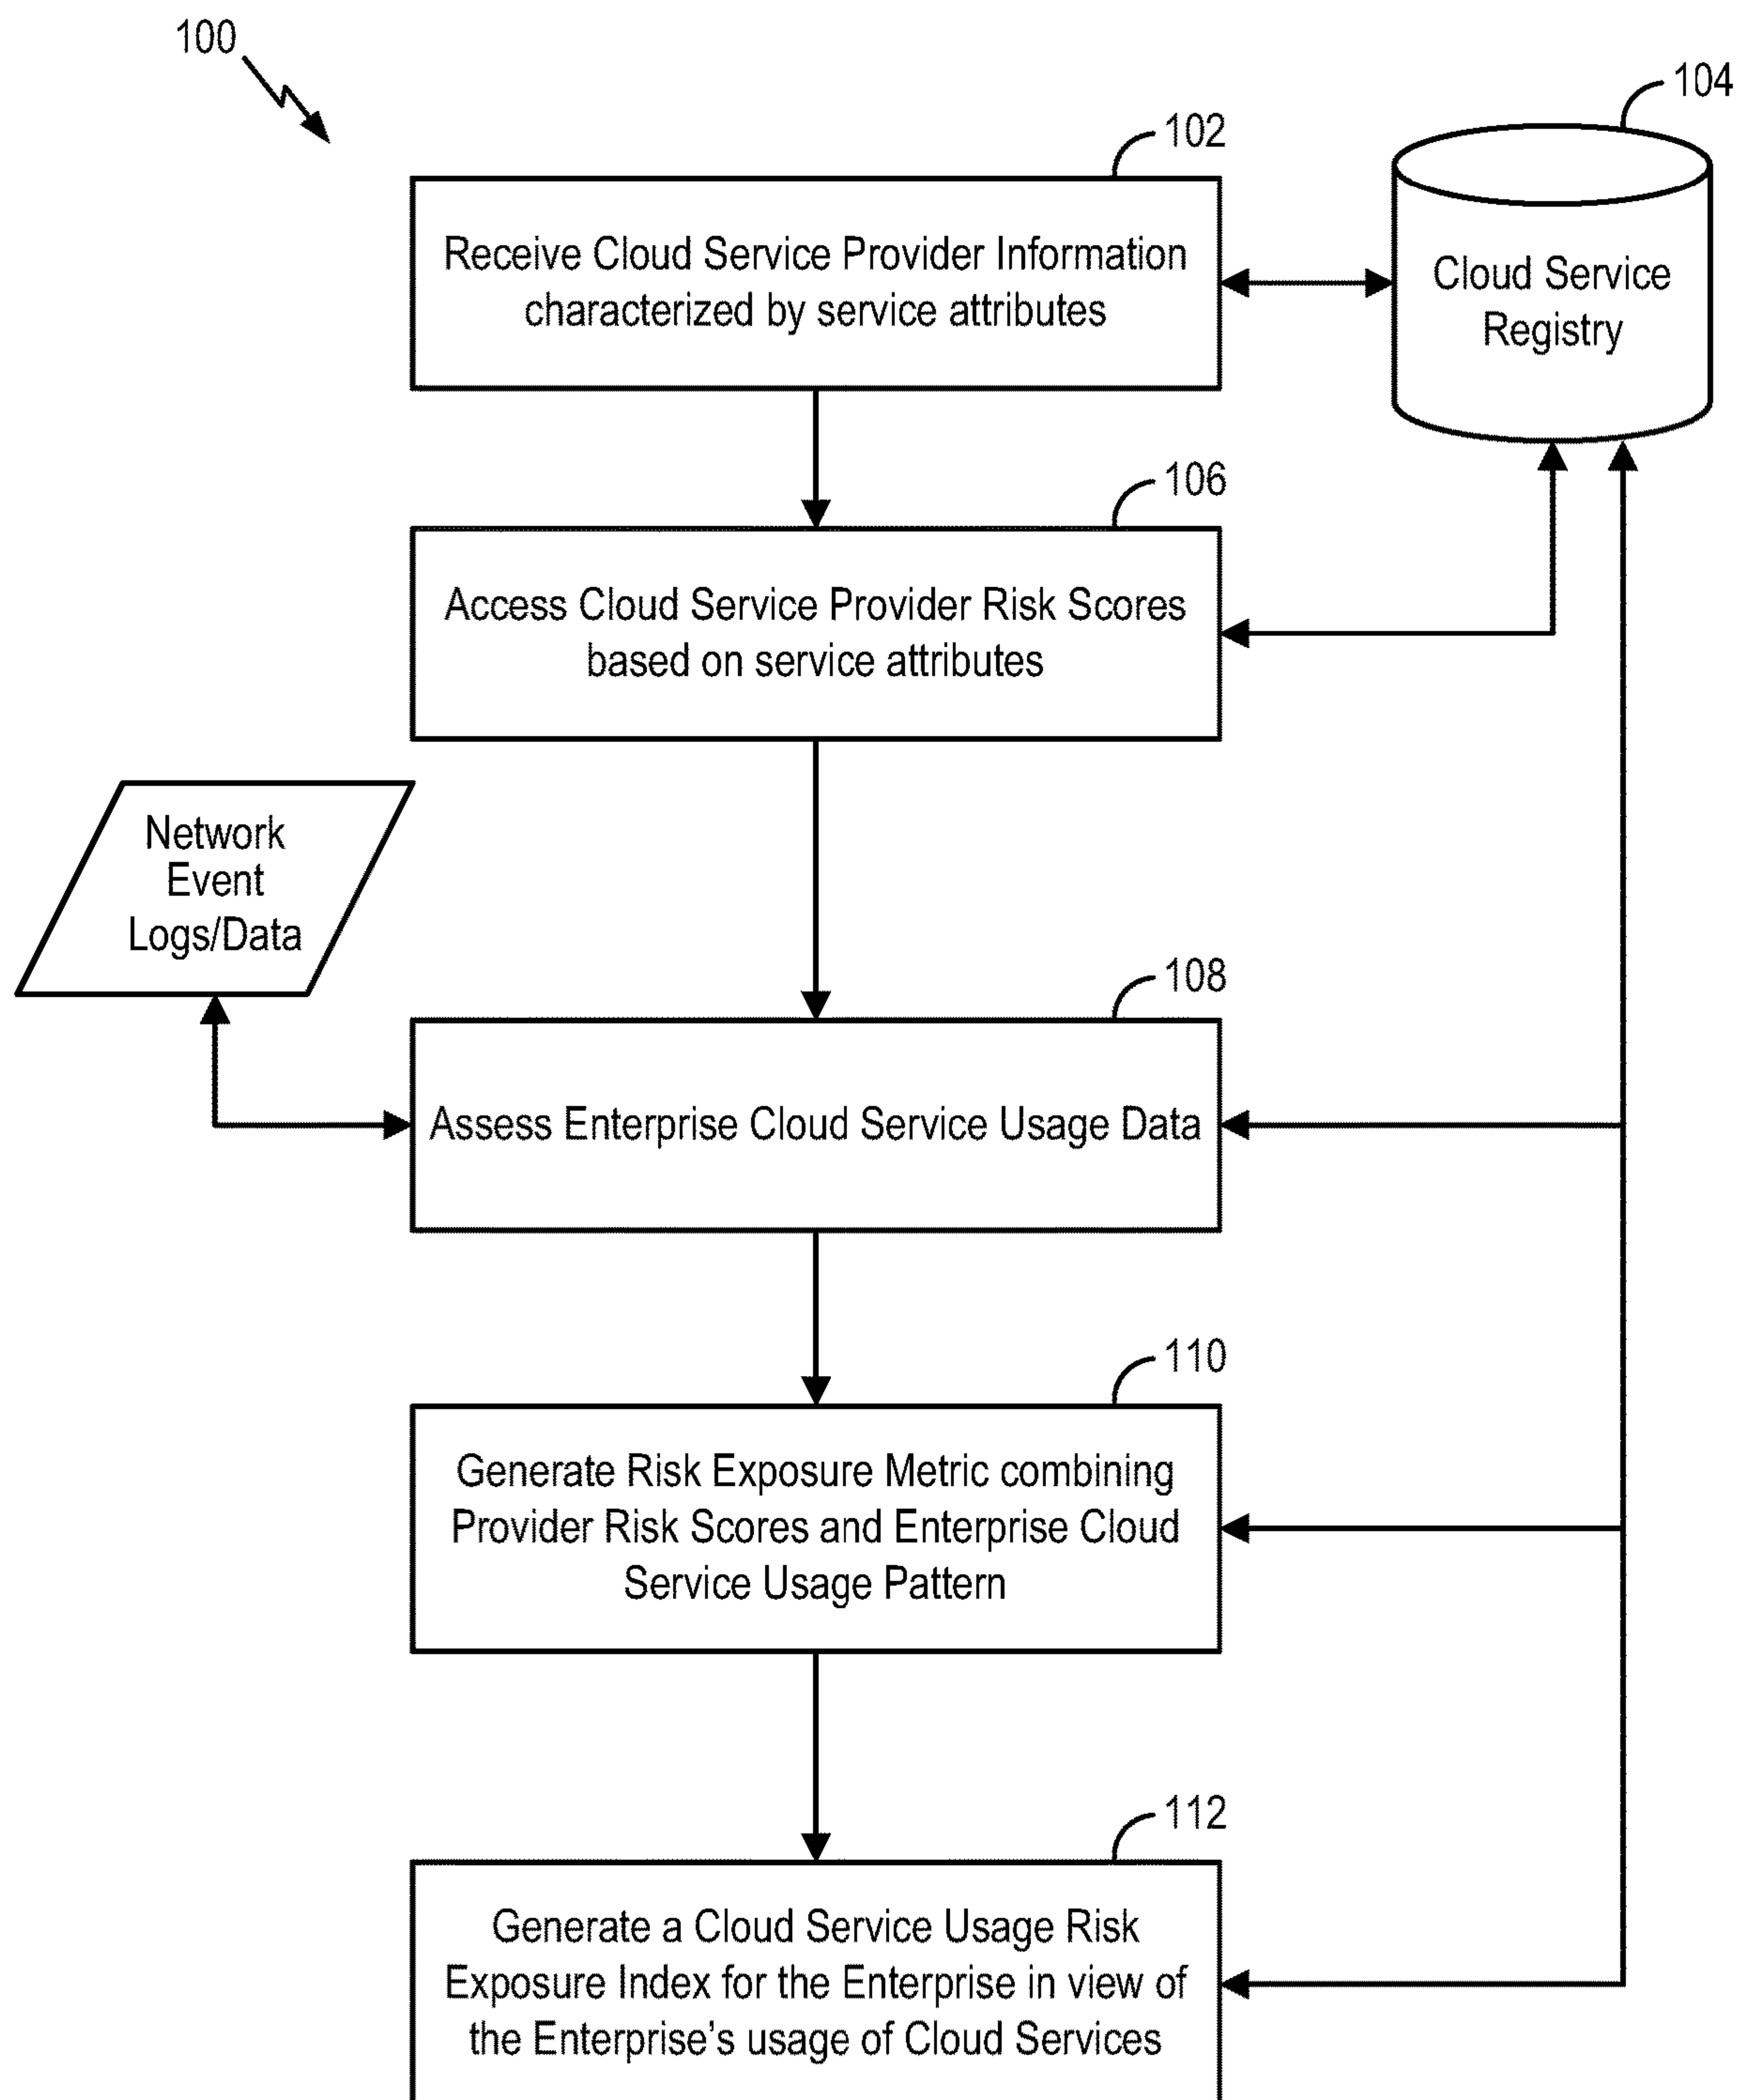 100
104
102
Receive Cloud Service Provider Information
characterized by service attributes
Cloud Service
Registry
106
Access Cloud Service Provider Risk Scores
based on service attributes
Network
Event
Logs/Data
108
Assess Enterprise Cloud Service Usage Data
110
Generate Risk Exposure Metric combining
Provider Risk Scores and Enterprise Cloud
Service Usage Pattern
112
Generate a Cloud Service Usage Risk
Exposure Index for the Enterprise in view of
the Enterprise’s usage of Cloud Services